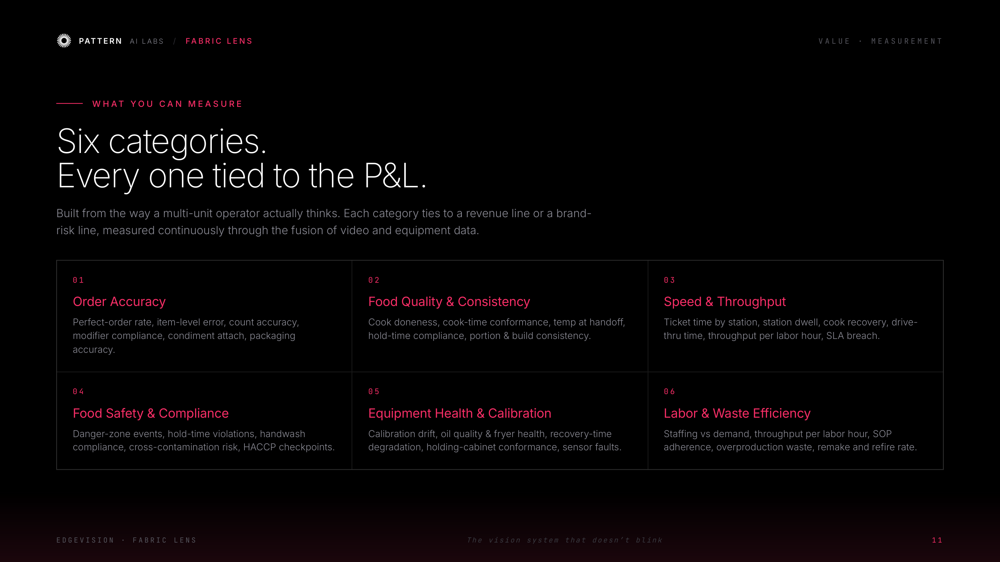 PATTERN AI LABS / FABRIC LENS
VALUE · MEASUREMENT
WHAT YOU CAN MEASURE
Six categories.
Every one tied to the P&L.
Built from the way a multi-unit operator actually thinks. Each category ties to a revenue line or a brand-
risk line, measured continuously through the fusion of video and equipment data.
01
Order Accuracy
Perfect-order rate, item-level error, count accuracy,
modifier compliance, condiment attach, packaging
accuracy.
02
Food Quality & Consistency
Cook doneness, cook-time conformance, temp at handoff,
hold-time compliance, portion & build consistency.
03
Speed & Throughput
Ticket time by station, station dwell, cook recovery, drive-
thru time, throughput per labor hour, SLA breach.
04
Food Safety & Compliance
Danger-zone events, hold-time violations, handwash
compliance, cross-contamination risk, HACCP checkpoints.
05
Equipment Health & Calibration
Calibration drift, oil quality & fryer health, recovery-time
degradation, holding-cabinet conformance, sensor faults.
06
Labor & Waste Efficiency
Staffing vs demand, throughput per labor hour, SOP
adherence, overproduction waste, remake and refire rate.
EDGEVISION · FABRIC LENS
The vision system that doesn’t blink
11